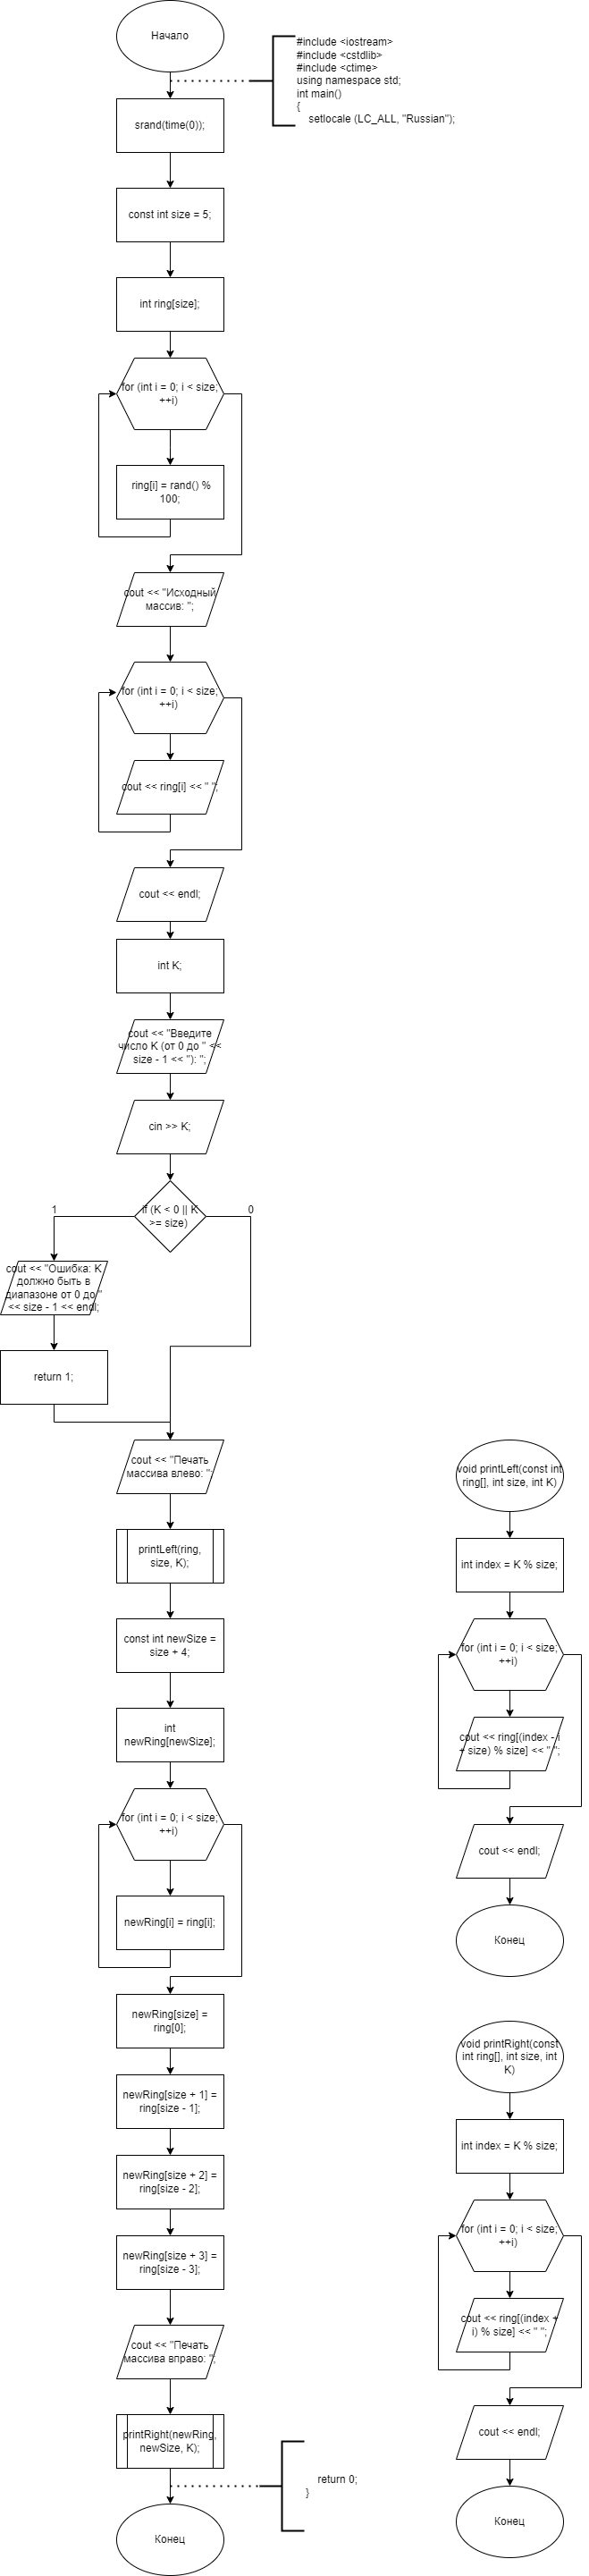 Начало
#include <iostream>
#include <cstdlib>
#include <ctime>
using namespace std;
int main()
{
setlocale (LC_ALL, "Russian");
srand(time(0));
const int size = 5;
int ring[size];
for (int i = 0; i < size;
++i)
ring[i] = rand() %
100;
cout << "Исходный
массив: ";
for (int i = 0; i < size;
++i)
cout << ring[i] << " ";
cout << endl;
int K;
cout << "Введите
число K (от 0 до " <<
size - 1 << "): ";
cin >> K;
if (K < 0 || K
>= size)
1
0
cout << "Ошибка: K
должно быть в
диапазоне от 0 до "
<< size - 1 << endl;
return 1;
cout << "Печать
массива влево: ";
printLeft(ring,
size, K);
const int newSize =
size + 4;
int
newRing[newSize];
for (int i = 0; i < size;
++i)
newRing[i] = ring[i];
newRing[size] =
ring[0];
newRing[size + 1] =
ring[size - 1];
newRing[size + 2] =
ring[size - 2];
newRing[size + 3] =
ring[size - 3];
cout << "Печать
массива вправо: ";
printRight(newRing,
newSize, K);
return 0;
}
Конец
void printLeft(const int
ring[], int size, int K)
int index = K % size;
for (int i = 0; i < size;
++i)
cout << ring[(index - i
+ size) % size] << " ";
cout << endl;
Конец
void printRight(const
int ring[], int size, int
K)
int index = K % size;
for (int i = 0; i < size;
++i)
cout << ring[(index +
i) % size] << " ";
cout << endl;
Конец